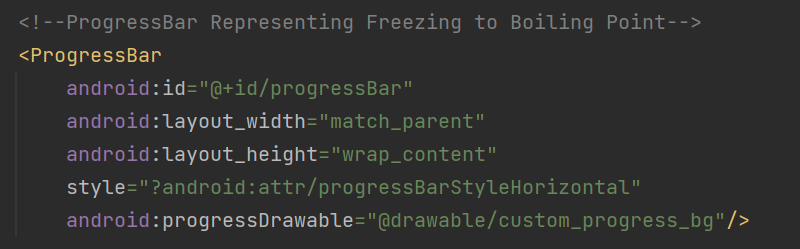 <!--ProgressBar Representing Freezing to Boiling Point-->
<ProgressBar
android:id="@+id/progressBar"
android:layout_width="match_parent"
android:layout_height="wrap_content"
style="?android:attr/progressBarStyleHorizontal"
android:progressDrawable="@drawable/custom_progress_bg"/>